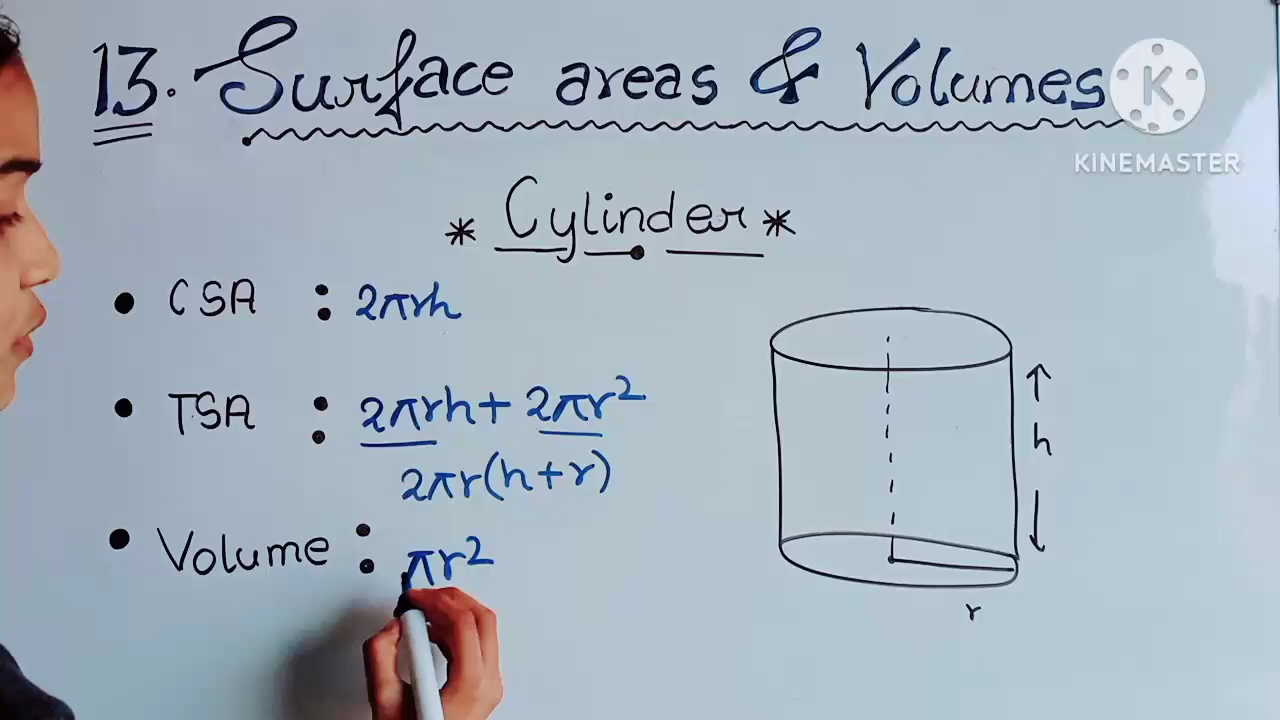 13. Surface areas & Volumes
K
KINEMASTER
* Cylinder *
• CSA : 2πrh
• TSA : 2πrh + 2πr²
2πr(h+r)
• Volume : πr²
h
r